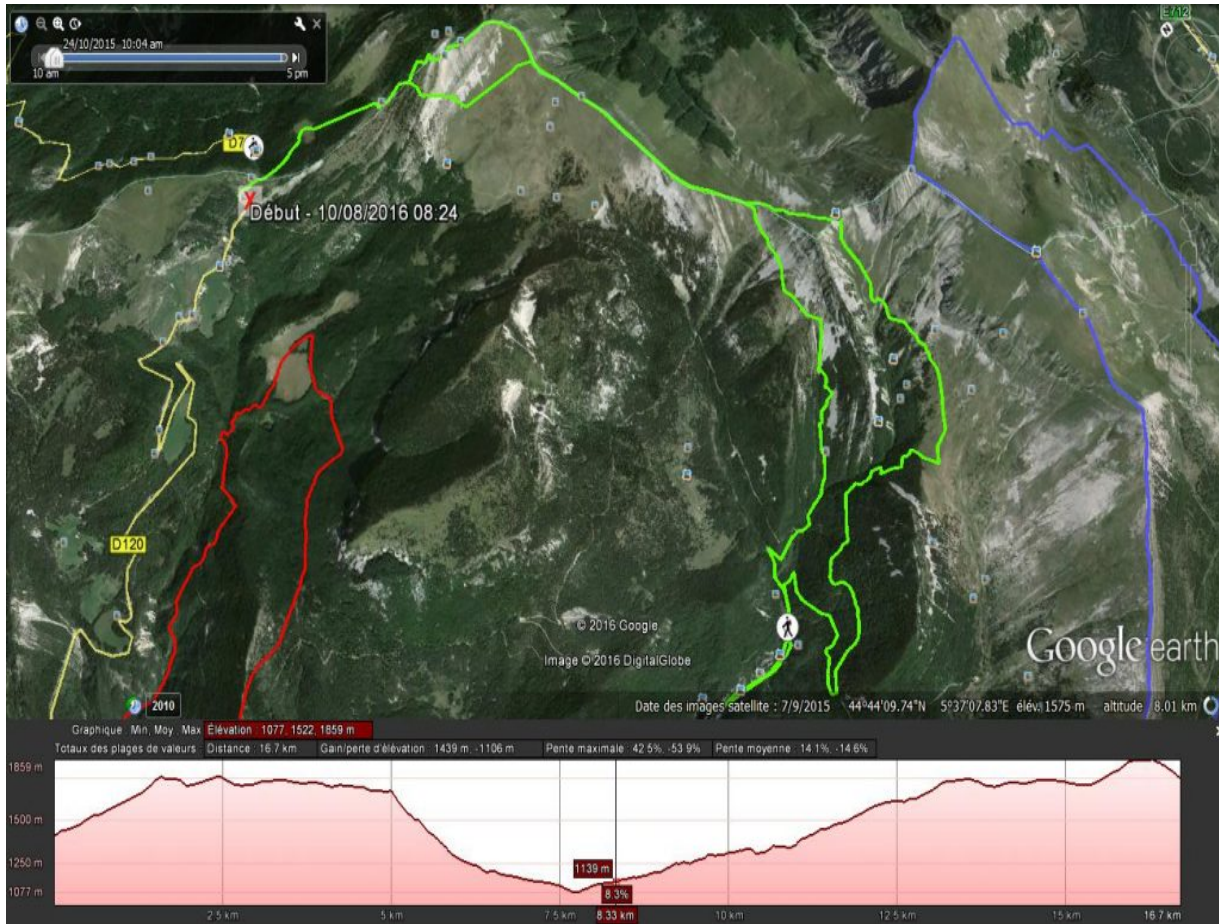 24/10/2015 10:04 am
10 am
5 pm
E712
D7
Début - 10/08/2016 08:24
D120
2010
© 2016 Google
Image © 2016 DigitalGlobe
Google earth
Date des images satellite : 7/9/2015 44°44'09.74"N 5°37'07.83"E élév. 1575 m altitude 8.01 km
Graphique : Min, Moy, Max Élévation : 1077, 1522, 1859 m
Totaux des plages de valeurs : Distance : 16.7 km Gain/perte d'élévation : 1439 m, -1106 m Pente maximale : 42.5%, -53.9% Pente moyenne : 14.1%, -14.6%
1859 m
1500 m
1250 m
1077 m
1139 m
8.3%
2.5 km 5 km 7.5 km 8.33 km 10 km 12.5 km 15 km 16.7 km